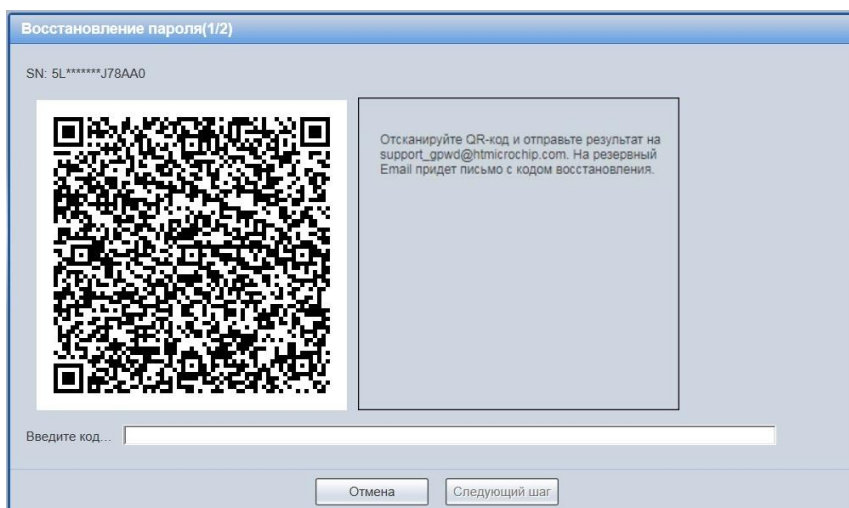 Восстановление пароля(1/2)
SN: 5L*******J78AA0
Отсканируйте QR-код и отправьте результат на
support_gpwd@htmicrochip.com. На резервный
Email придет письмо с кодом восстановления.
Введите код...
Отмена
Следующий шаг